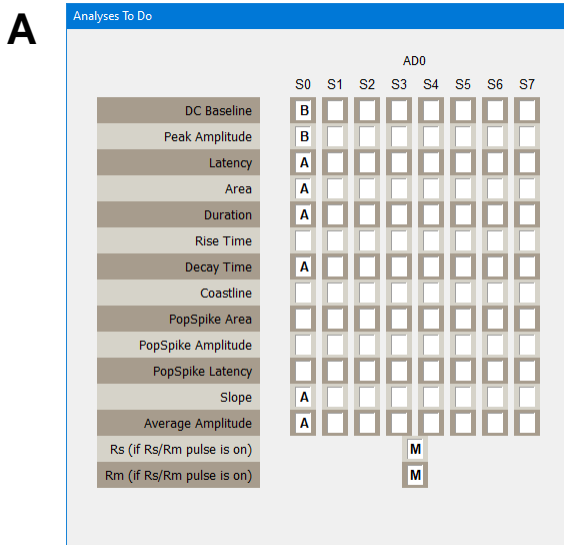 A
Analyses To Do
AD0
S0 S1 S2 S3 S4 S5 S6 S7
DC Baseline B
Peak Amplitude B
Latency A
Area A
Duration A
Rise Time
Decay Time A
Coastline
PopSpike Area
PopSpike Amplitude
PopSpike Latency
Slope A
Average Amplitude A
Rs (if Rs/Rm pulse is on) M
Rm (if Rs/Rm pulse is on) M